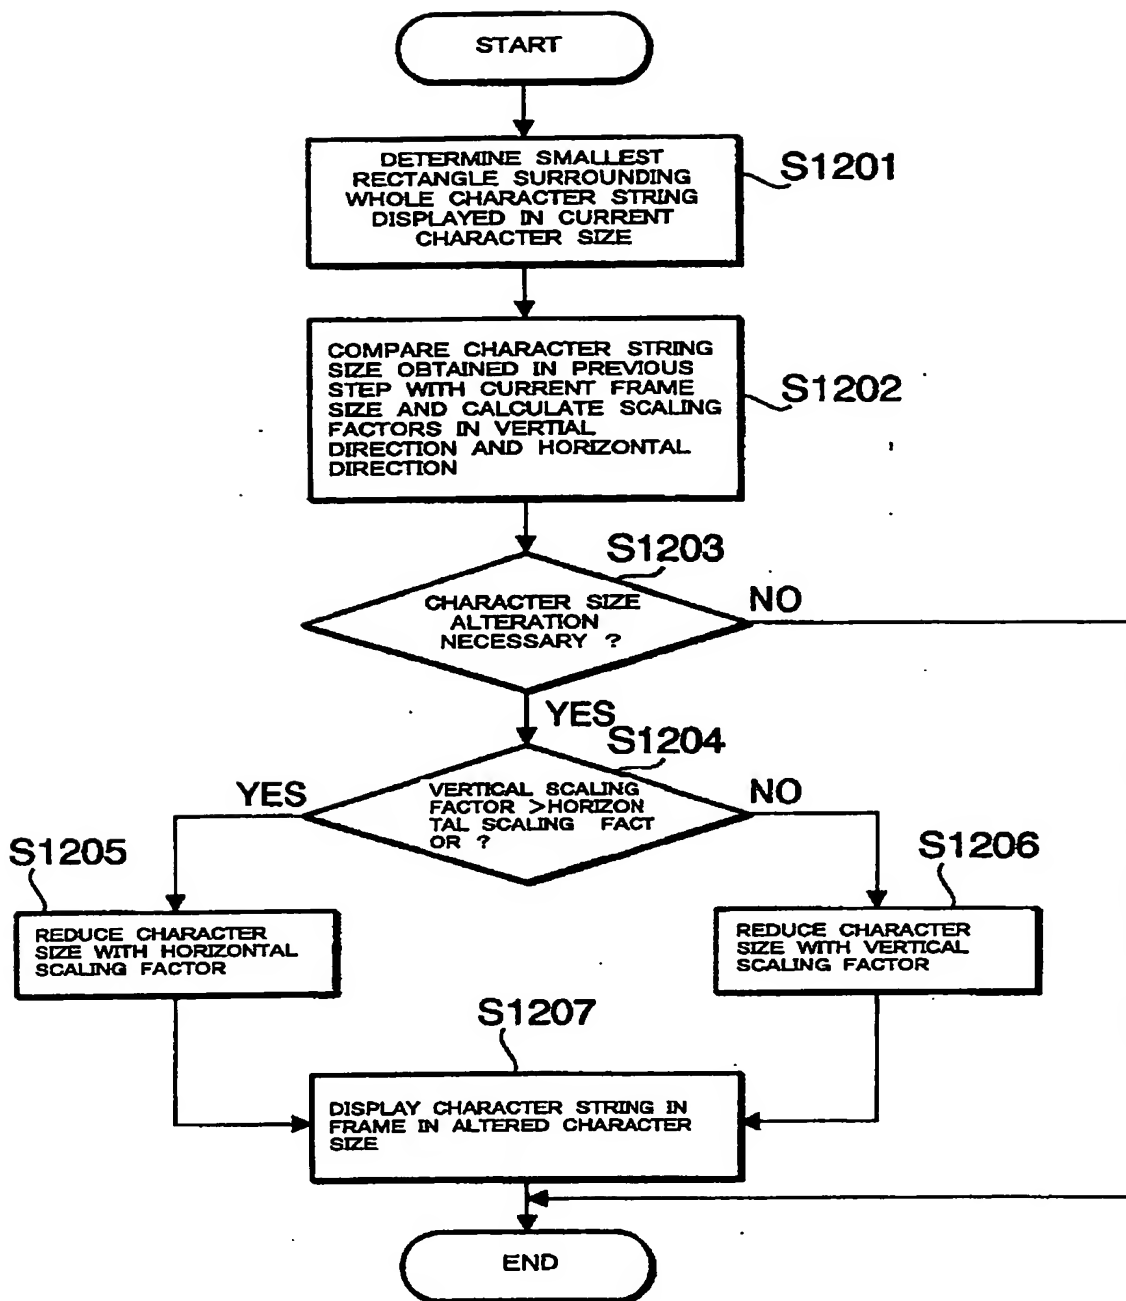 START
DETERMINE SMALLEST
RECTANGLE SURROUNDING
WHOLE CHARACTER STRING
DISPLAYED IN CURRENT
CHARACTER SIZE
S1201
COMPARE CHARACTER STRING
SIZE OBTAINED IN PREVIOUS
STEP WITH CURRENT FRAME
SIZE AND CALCULATE SCALING
FACTORS IN VERTIAL
DIRECTION AND HORIZONTAL
DIRECTION
S1202
S1203
CHARACTER SIZE
ALTERATION
NECESSARY ?
NO
YES
S1204
VERTICAL SCALING
FACTOR >HORIZON
TAL SCALING FACT
OR ?
YES
NO
S1205
REDUCE CHARACTER
SIZE WITH HORIZONTAL
SCALING FACTOR
S1206
REDUCE CHARACTER
SIZE WITH VERTICAL
SCALING FACTOR
S1207
DISPLAY CHARACTER STRING IN
FRAME IN ALTERED CHARACTER
SIZE
END